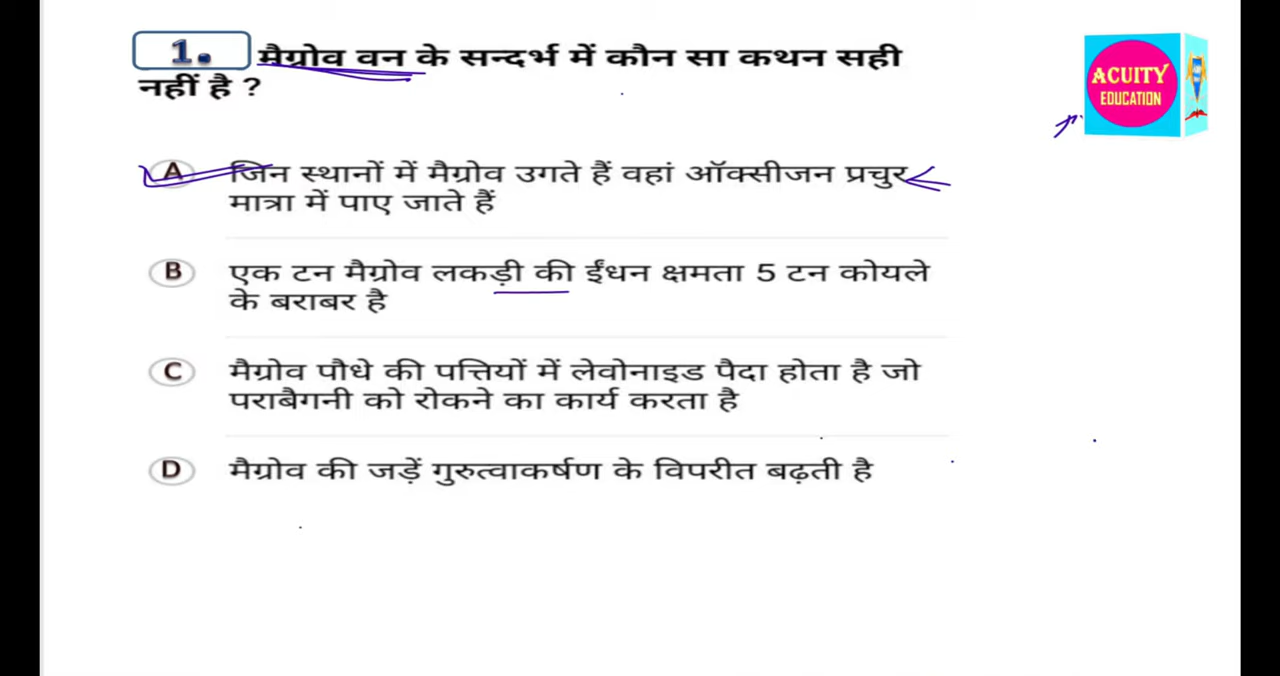 1. मैग्रोव वन के सन्दर्भ में कौन सा कथन सही
नहीं है ?
ACUITY
EDUCATION
A जिन स्थानों में मैग्रोव उगते हैं वहां ऑक्सीजन प्रचुर
मात्रा में पाए जाते हैं
B एक टन मैग्रोव लकड़ी की ईंधन क्षमता 5 टन कोयले
के बराबर है
C मैग्रोव पौधे की पत्तियों में लेवोनाइड पैदा होता है जो
पराबैगनी को रोकने का कार्य करता है
D मैग्रोव की जड़ें गुरुत्वाकर्षण के विपरीत बढ़ती है